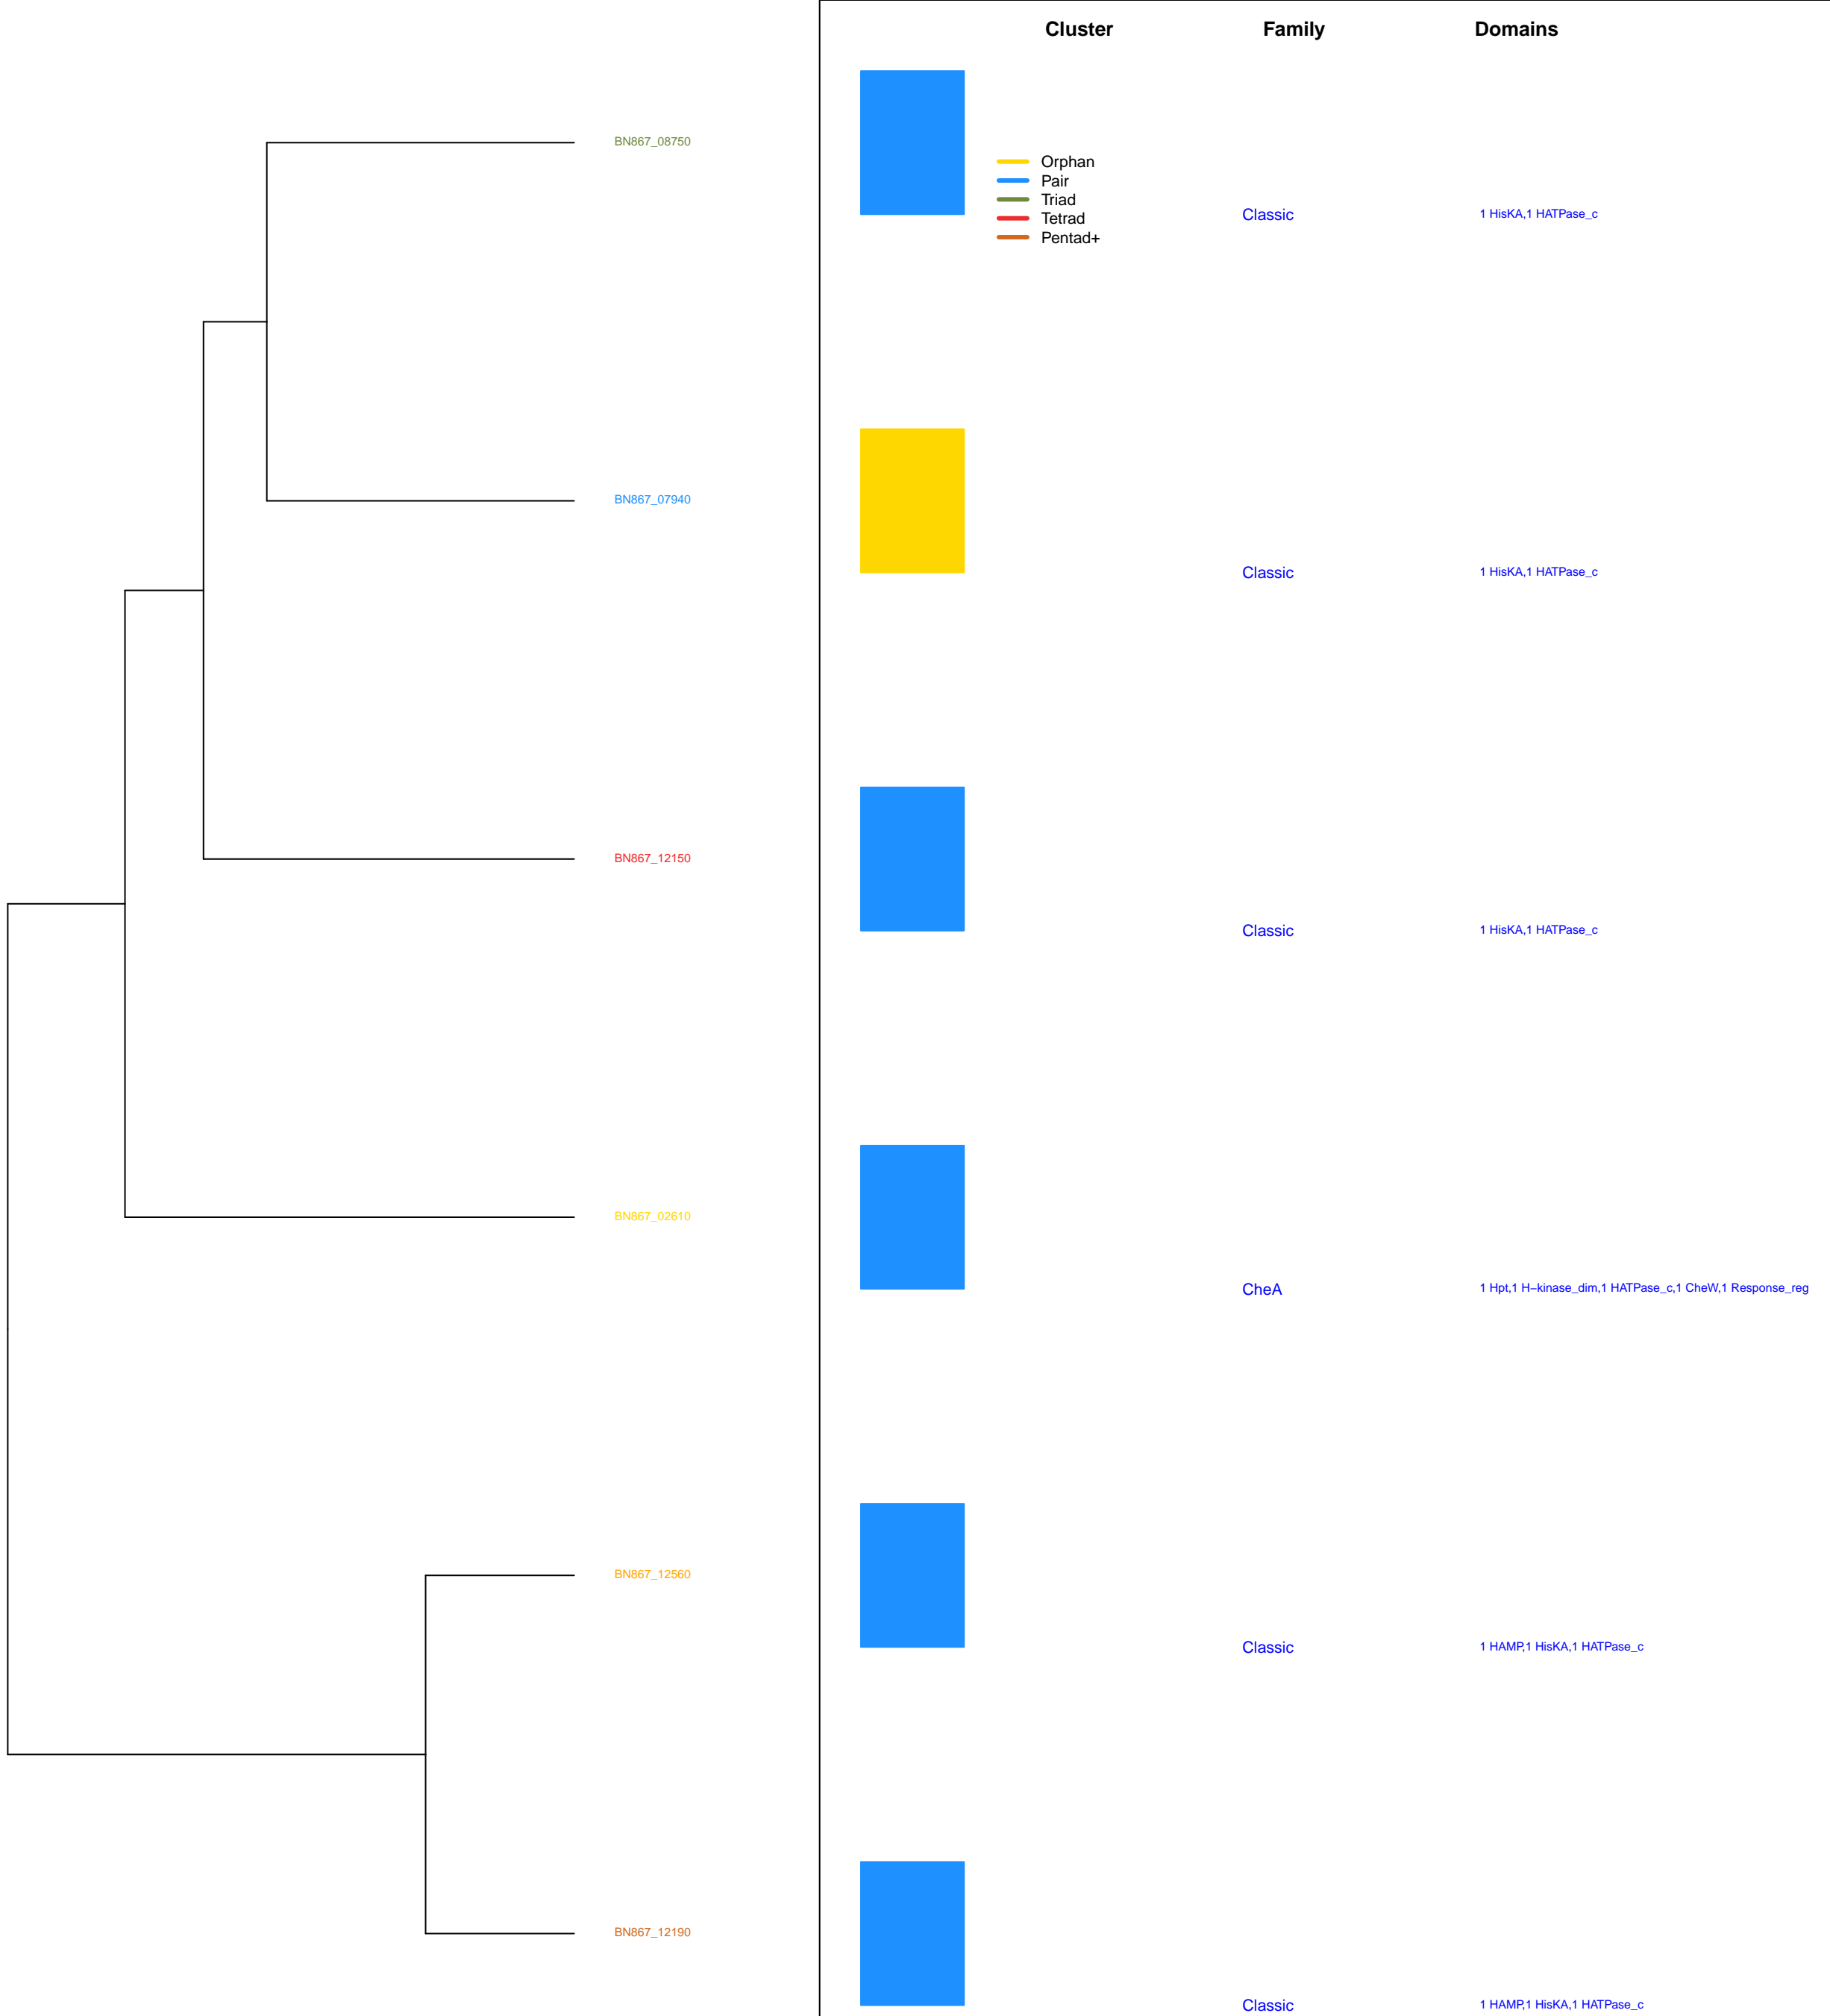 Cluster Family Domains
BN867_08750
Orphan
Pair
Triad
Tetrad
Pentad+
Classic 1 HisKA,1 HATPase_c
BN867_07940
Classic 1 HisKA,1 HATPase_c
BN867_12150
Classic 1 HisKA,1 HATPase_c
BN867_02610
CheA 1 Hpt,1 H−kinase_dim,1 HATPase_c,1 CheW,1 Response_reg
BN867_12560
Classic 1 HAMP,1 HisKA,1 HATPase_c
BN867_12190
Classic 1 HAMP,1 HisKA,1 HATPase_c